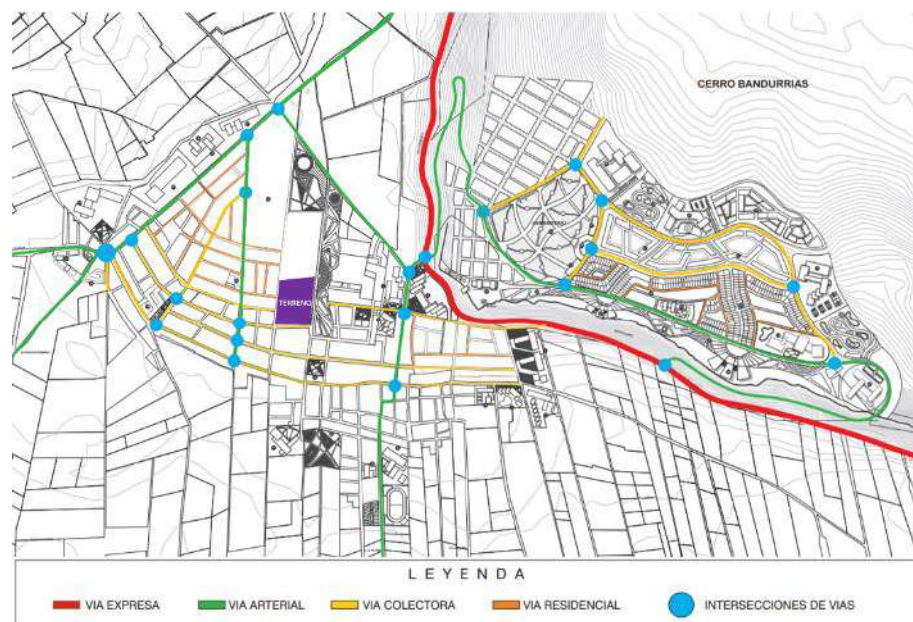 CERRO BANDURRIAS
TERRENO
LEYENDA
VIA EXPRESA
VIA ARTERIAL
VIA COLECTORA
VIA RESIDENCIAL
INTERSECCIONES DE VIAS